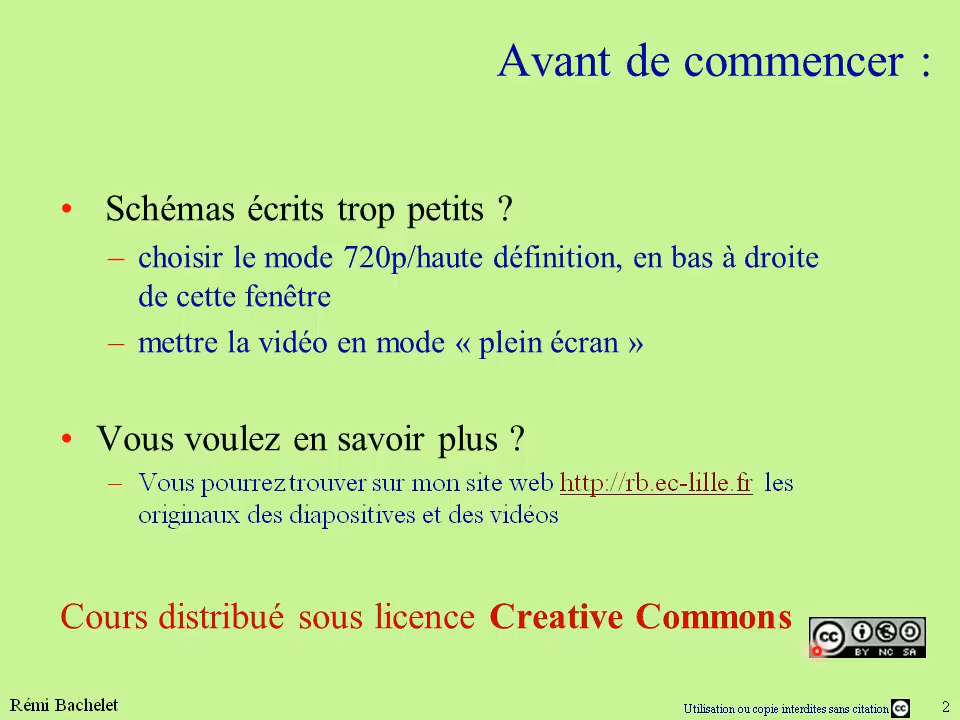 Avant de commencer :
• Schémas écrits trop petits ?
– choisir le mode 720p/haute définition, en bas à droite
de cette fenêtre
– mettre la vidéo en mode « plein écran »
• Vous voulez en savoir plus ?
– Vous pourrez trouver sur mon site web http://rb.ec-lille.fr les
originaux des diapositives et des vidéos
Cours distribué sous licence Creative Commons
cc
BY NC SA
Rémi Bachelet
Utilisation ou copie interdites sans citation cc
2